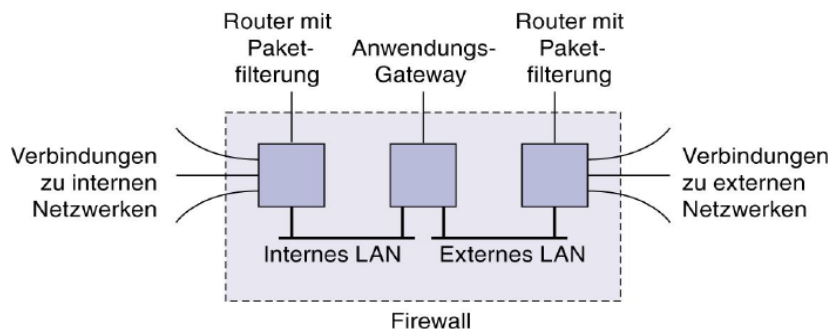 Router mit
Paket-
filterung
Anwendungs-
Gateway
Router mit
Paket-
filterung
Verbindungen
zu internen
Netzwerken
Verbindungen
zu externen
Netzwerken
Internes LAN
Externes LAN
Firewall